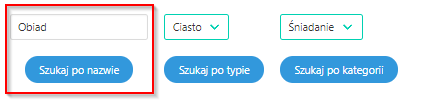 Obiad Ciasto Śniadanie
Szukaj po nazwie Szukaj po typie Szukaj po kategorii